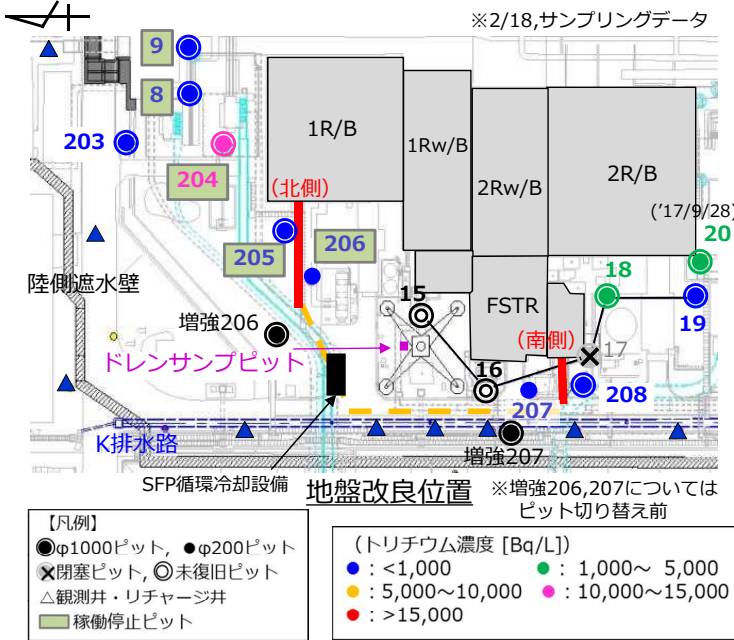 ※2/18,サンプリングデータ
9
8
203
204
1R/B
1Rw/B
2Rw/B
2R/B
('17/9/28)
20
(北側)
205
206
18
陸側遮水壁
15
FSTR
19
増強206
(南側)
17
ドレンサンプピット
16
208
207
K排水路
増強207
SFP循環冷却設備
地盤改良位置
※増強206,207については
ピット切り替え前
【凡例】
φ1000ピット, ●φ200ピット
閉塞ピット, ◎未復旧ピット
△観測井・リチャージ井
稼働停止ピット
(トリチウム濃度 [Bq/L])
●:<1,000 ●: 1,000~ 5,000
●:5,000~10,000 ●:10,000~15,000
●:>15,000